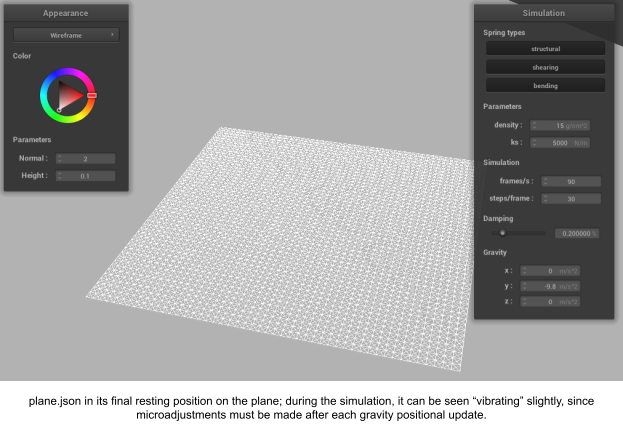 Appearance
Wireframe
Color
Parameters
Normal : 2
Height : 0.1
Simulation
Spring types
structural
shearing
bending
Parameters
density : 15 g/cm^2
ks : 5000 N/m
Simulation
frames/s : 90
steps/frame : 30
Damping
0.200000 %
Gravity
x : 0 m/s^2
y : -9.8 m/s^2
z : 0 m/s^2
plane.json in its final resting position on the plane; during the simulation, it can be seen “vibrating” slightly, since
microadjustments must be made after each gravity positional update.